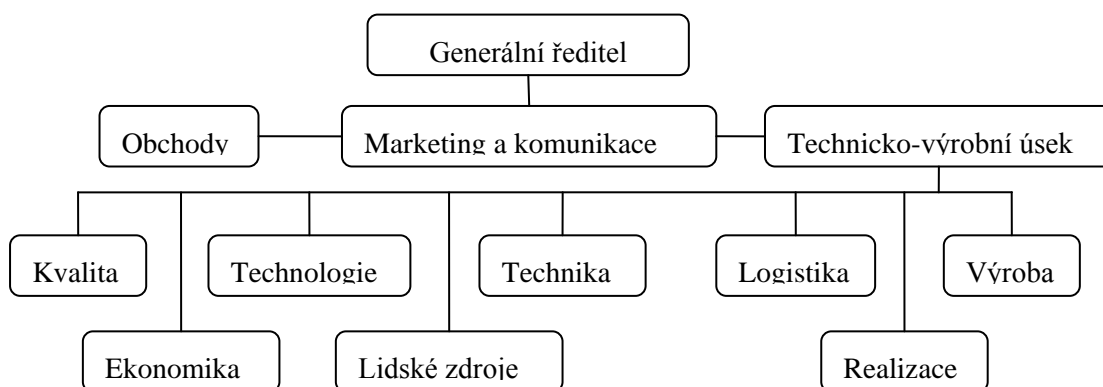 Generální ředitel
Obchody
Marketing a komunikace
Technicko-výrobní úsek
Kvalita
Technologie
Technika
Logistika
Výroba
Ekonomika
Lidské zdroje
Realizace